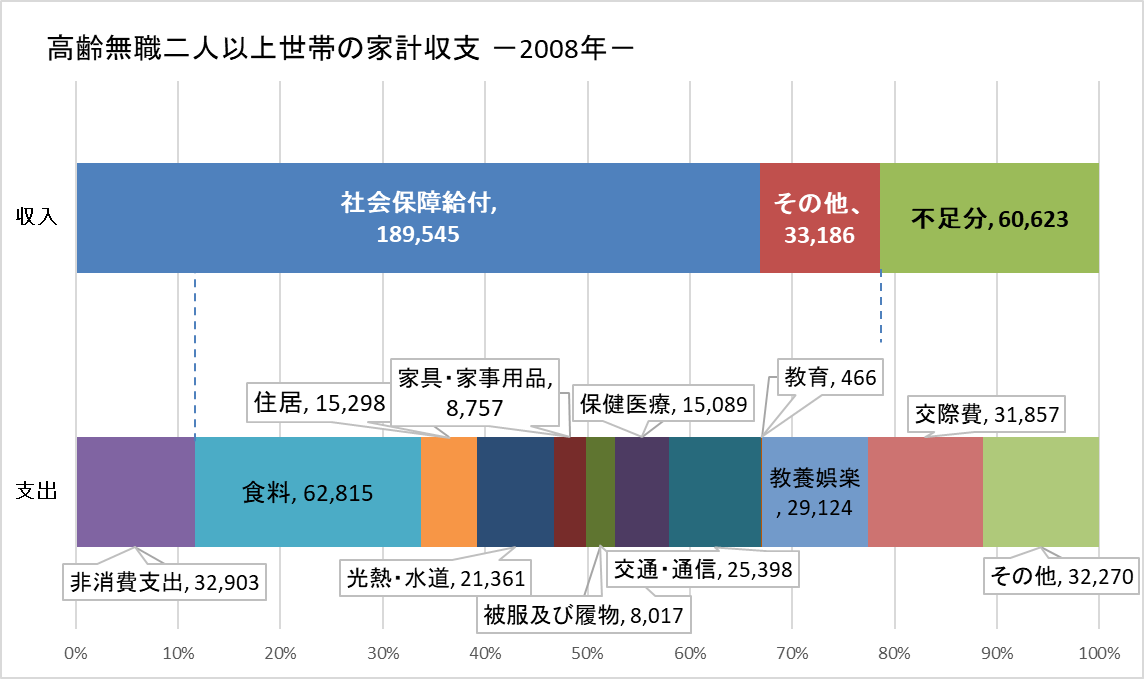 高齢無職二人以上世帯の家計収支 －2008年－
収入
社会保障給付,
189,545
その他、
33,186
不足分, 60,623
家具・家事用品,
8,757
教育, 466
住居, 15,298
保健医療, 15,089
交際費, 31,857
支出
食料, 62,815
教養娯楽
, 29,124
非消費支出, 32,903
光熱・水道, 21,361
交通・通信, 25,398
その他, 32,270
被服及び履物, 8,017
0%
10%
20%
30%
40%
50%
60%
70%
80%
90%
100%